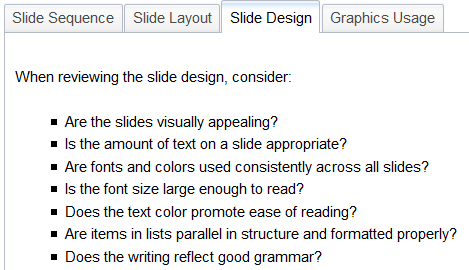 Slide Sequence Slide Layout Slide Design Graphics Usage
When reviewing the slide design, consider:
▪ Are the slides visually appealing?
▪ Is the amount of text on a slide appropriate?
▪ Are fonts and colors used consistently across all slides?
▪ Is the font size large enough to read?
▪ Does the text color promote ease of reading?
▪ Are items in lists parallel in structure and formatted properly?
▪ Does the writing reflect good grammar?